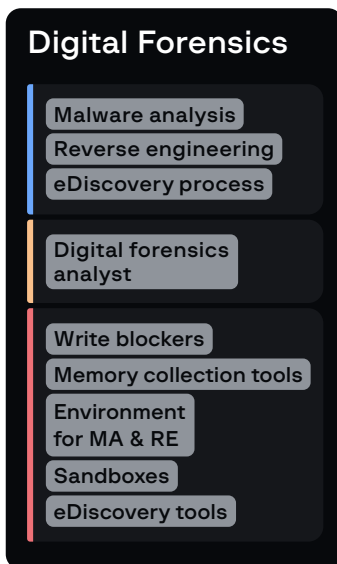 Digital Forensics
Malware analysis
Reverse engineering
eDiscovery process
Digital forensics
analyst
Write blockers
Memory collection tools
Environment
for MA & RE
Sandboxes
eDiscovery tools